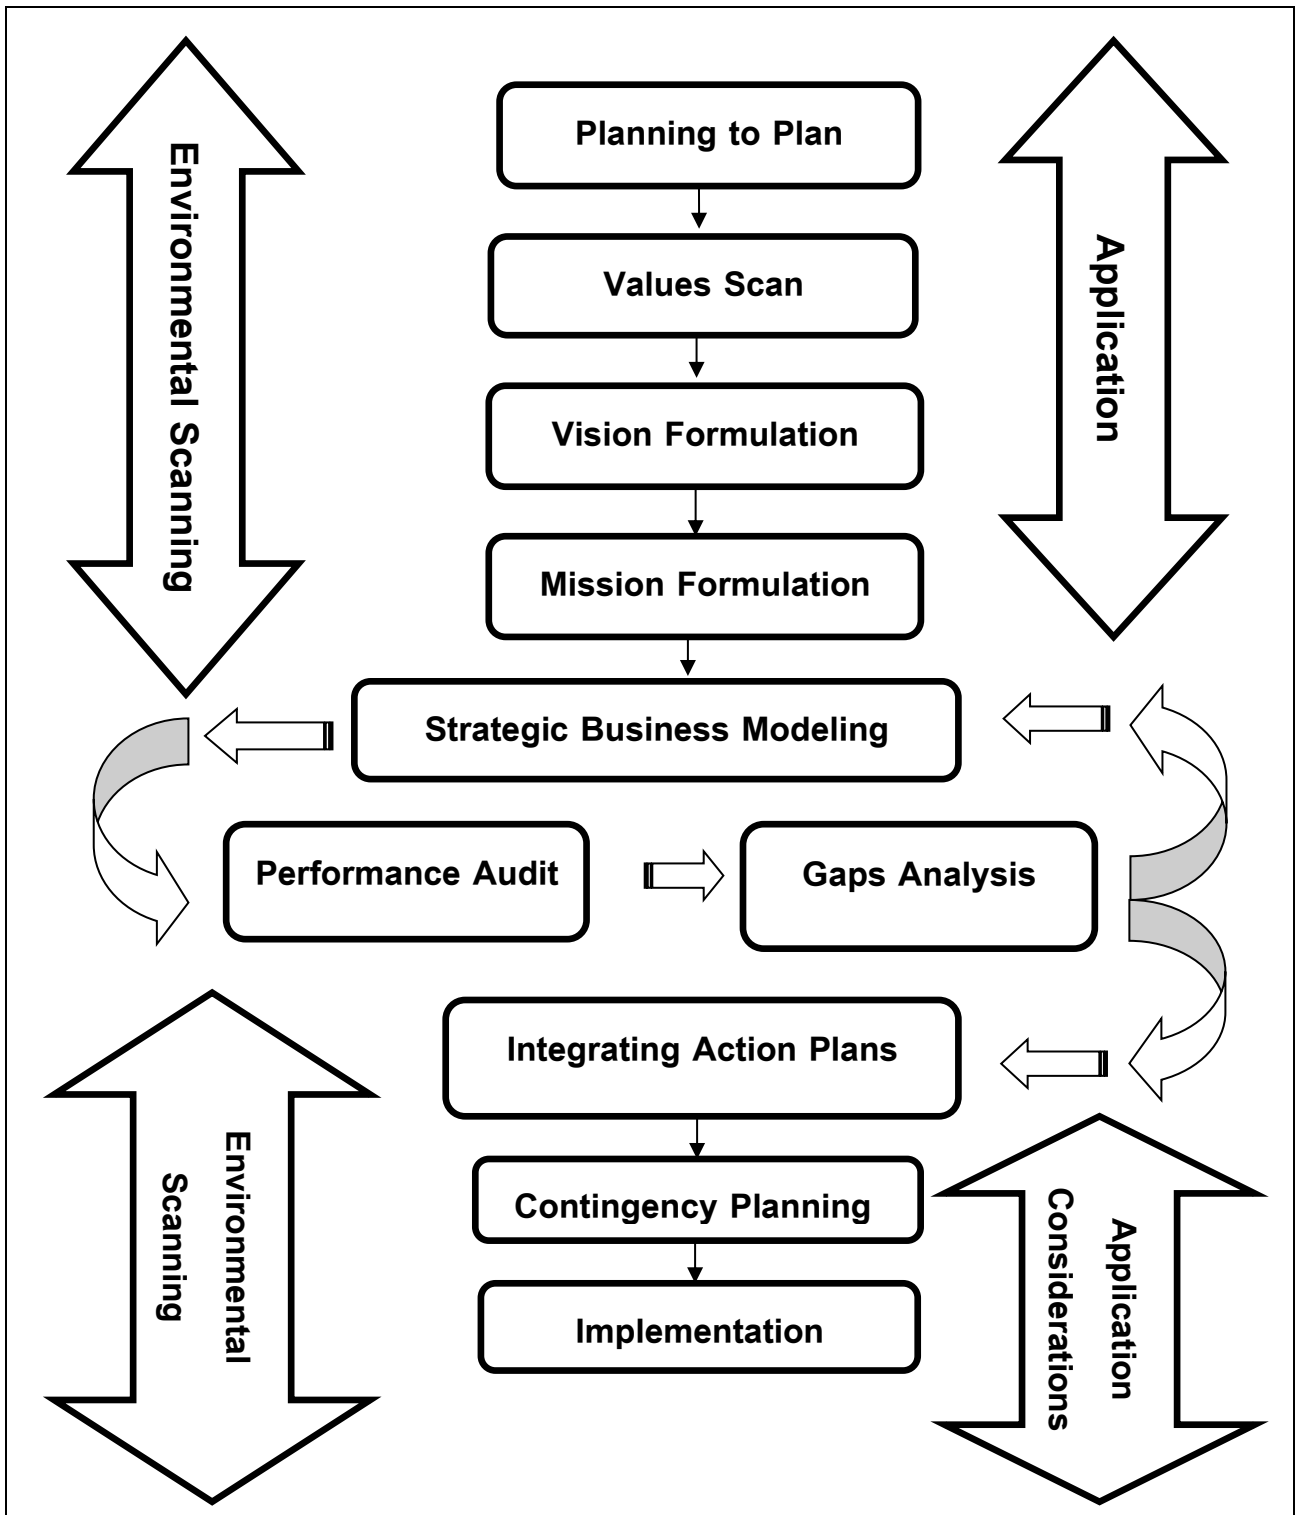 Planning to Plan
Environmental Scanning
Application
Values Scan
Vision Formulation
Mission Formulation
Strategic Business Modeling
Performance Audit
Gaps Analysis
Integrating Action Plans
Environmental
Scanning
Contingency Planning
Application
Considerations
Implementation